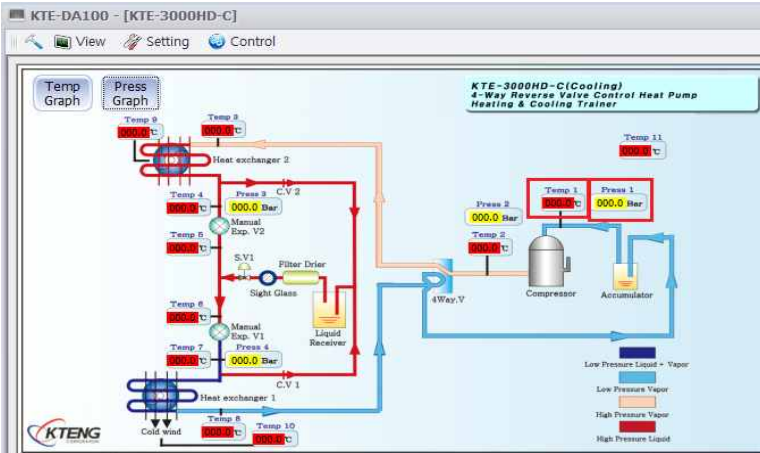 KTE-DA100 - [KTE-3000HD-C]
View Setting Control
Temp Graph
Press Graph
KTE-3000HD-C(Cooling)
4-Way Reverse Valve Control Heat Pump
Heating & Cooling Trainer
Temp 9
000.0 ℃
Temp 3
000.0 ℃
Heat exchanger 2
Temp 11
000.0 ℃
C.V 2
Temp 4
000.0 ℃
Press 3
000.0 Bar
Manual
Exp. V2
Temp 5
000.0 ℃
Press 2
000.0 Bar
Temp 1
000.0 ℃
Press 1
000.0 Bar
Temp 2
000.0 ℃
S.V1
Filter Drier
Sight Glass
4Way.V
Compressor
Accumulator
Temp 6
000.0 ℃
Manual
Exp. V1
Liquid
Receiver
Temp 7
000.0 ℃
Press 4
000.0 Bar
C.V 1
Heat exchanger 1
Low Pressure Liquid + Vapor
Low Pressure Vapor
High Pressure Vapor
High Pressure Liquid
Temp 8
000.0 ℃
Temp 10
000.0 ℃
Cold wind
KTENG